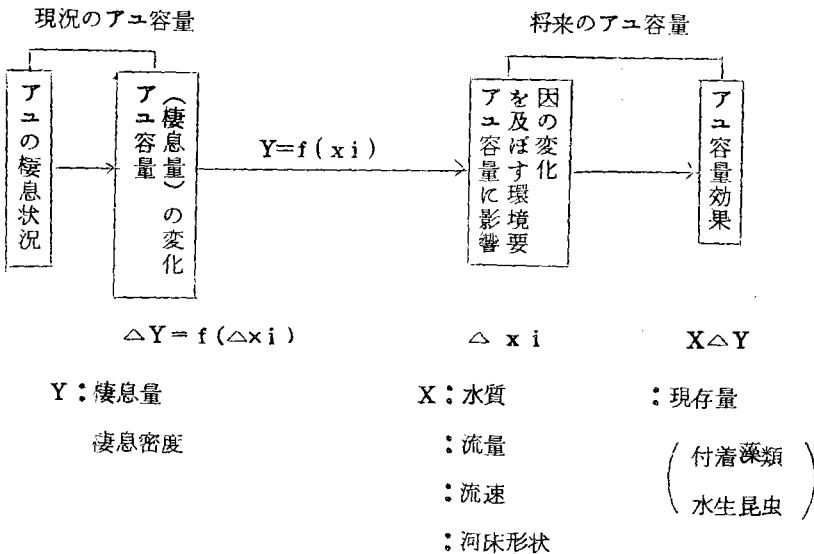 現況のアユ容量
将来のアユ容量
アユの棲息状況
アユ容量
(棲息量)の変化
Y=f(xi)
アユ容量に影響
を及ぼす環境要
因の変化
アユ容量効果
△Y=f(△xi)
△xi
X△Y
Y:棲息量
棲息密度
X:水質
:流量
:流速
:河床形状
:現存量
(付着藻類
水生昆虫)